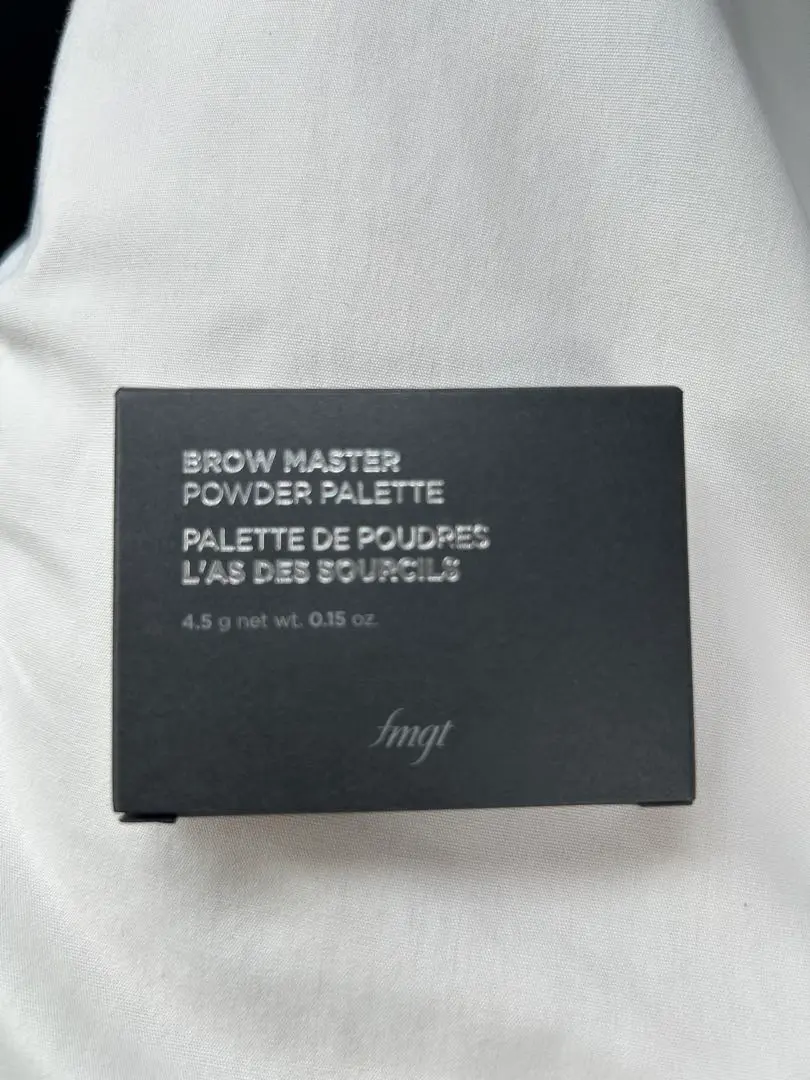 BROW MASTER
POWDER PALETTE
PALETTE DE POUDRES
L'AS DES SOURCILS
4.5 g net wt. 0.15 oz.
fmgt